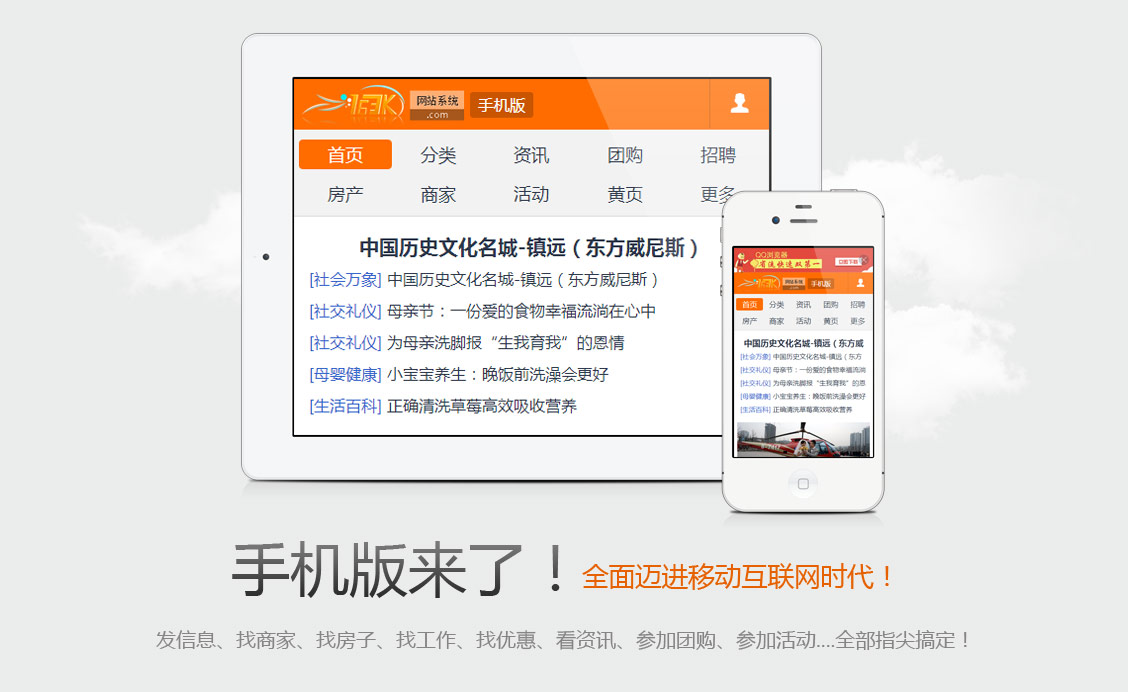 网站系统
.com
手机版
首页 分类 资讯 团购 招聘
房产 商家 活动 黄页 更多
中国历史文化名城-镇远（东方威尼斯）
[社会万象] 中国历史文化名城-镇远（东方威尼斯）
[社交礼仪] 母亲节：一份爱的食物幸福流淌在心中
[社交礼仪] 为母亲洗脚报“生我育我”的恩情
[母婴健康] 小宝宝养生：晚饭前洗澡会更好
[生活百科] 正确清洗草莓高效吸收营养
QQ浏览器
省流快速双第一
立即下载
网站系统
手机版
首页 分类 资讯 团购 招聘
房产 商家 活动 黄页 更多
中国历史文化名城-镇远（东方威
[社会万象] 中国历史文化名城-镇远（东方
[社交礼仪] 母亲节：一份爱的食物幸福流淌
[社交礼仪] 为母亲洗脚报“生我育我”的恩
[母婴健康] 小宝宝养生：晚饭前洗澡会更好
[生活百科] 正确清洗草莓高效吸收营养
手机版来了！全面迈进移动互联网时代！
发信息、找商家、找房子、找工作、找优惠、看资讯、参加团购、参加活动....全部指尖搞定！